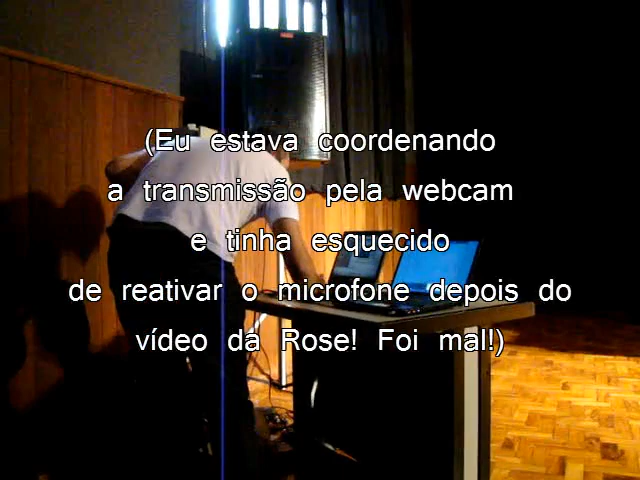 (Eu estava coordenando
a transmissão pela webcam
e tinha esquecido
de reativar o microfone depois do
vídeo da Rose! Foi mal!)